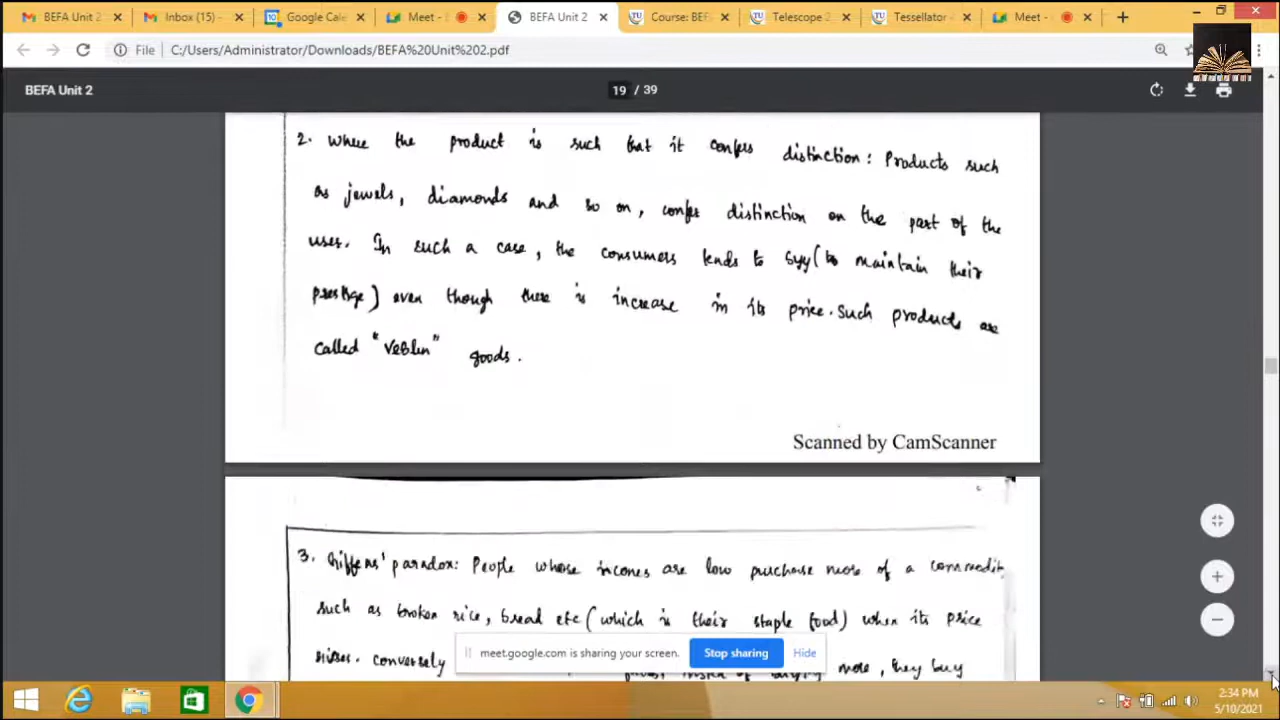 BEFA Unit 2
Inbox (15) -
Google Cale
Meet -
BEFA Unit 2
Course: BEF
Telescope 2
Tessellator
Meet -
File
C:/Users/Administrator/Downloads/BEFA%20Unit%202.pdf
BEFA Unit 2
19 / 39
2. Where the product is such that it confers distinction: Products such
as jewels, diamonds and so on, confer distinction on the part of the
user. In such a case, the consumers tends to buy (to maintain their
prestige) even though there is increase in its price. Such products are
called "Veblen" goods.
Scanned by CamScanner
3. Giffens' paradox: People whose incomes are low purchase more of a commodity
such as broken rice, bread etc (which is their staple food) when its price
rises. conversely instead of buying more, they buy
meet.google.com is sharing your screen.
Stop sharing
Hide
2:34 PM
5/10/2021